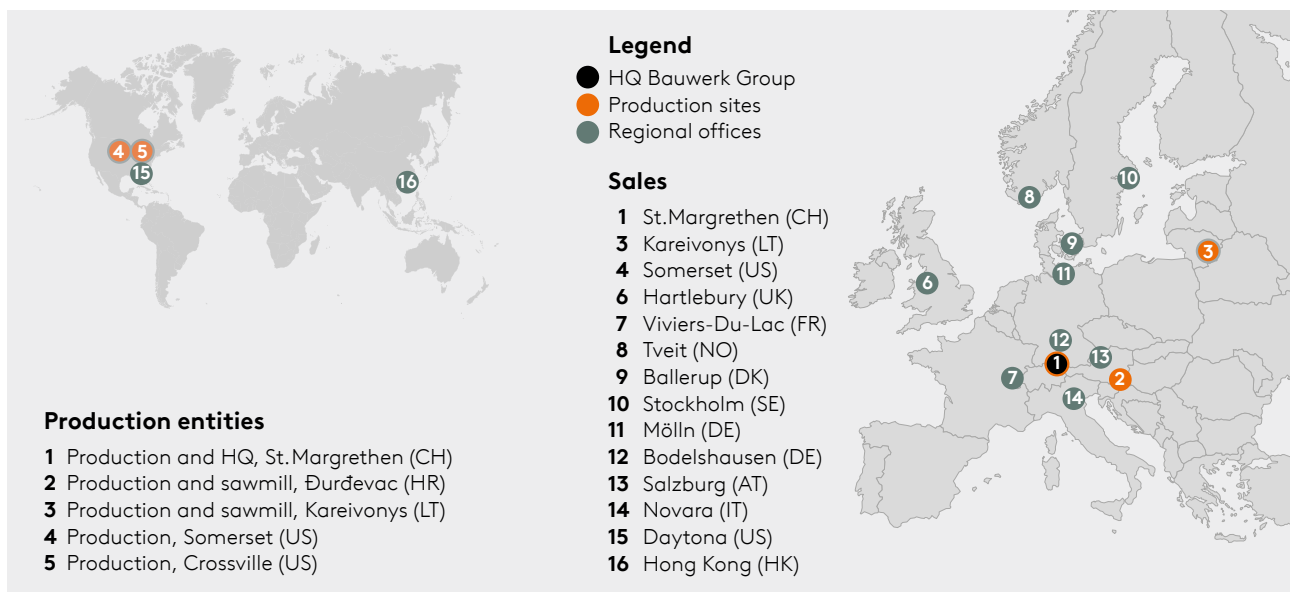 4
5
15
16
Legend
HQ Bauwerk Group
Production sites
Regional offices
Sales
1 St.Margrethen (CH)
3 Kareivonys (LT)
4 Somerset (US)
6 Hartlebury (UK)
7 Viviers-Du-Lac (FR)
8 Tveit (NO)
9 Ballerup (DK)
10 Stockholm (SE)
11 Mölln (DE)
12 Bodelshausen (DE)
13 Salzburg (AT)
14 Novara (IT)
15 Daytona (US)
16 Hong Kong (HK)
Production entities
1 Production and HQ, St.Margrethen (CH)
2 Production and sawmill, Đurđevac (HR)
3 Production and sawmill, Kareivonys (LT)
4 Production, Somerset (US)
5 Production, Crossville (US)
10
8
9
3
11
6
12
13
1
7
2
14